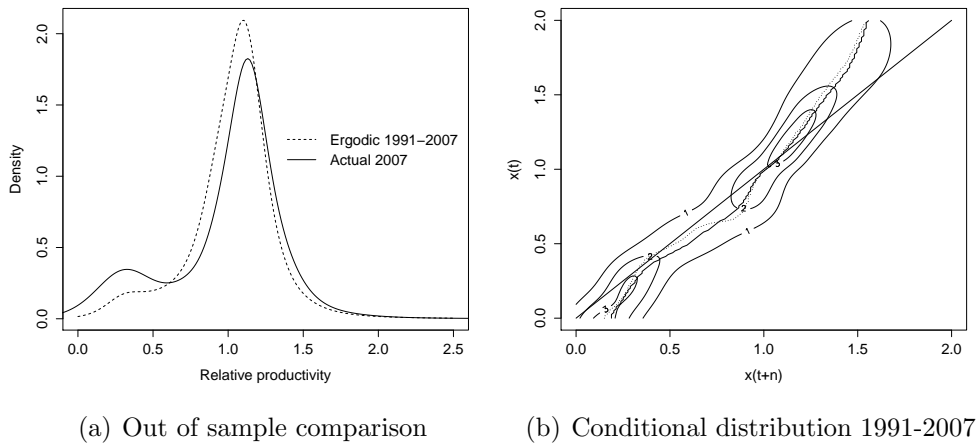 2.0
1.5
1.0
0.5
0.0
Density
0.0 0.5 1.0 1.5 2.0 2.5
Relative productivity
Ergodic 1991−2007
Actual 2007
(a) Out of sample comparison
2.0
1.5
1.0
0.5
0.0
x(t)
3
1
2
2
1
3
0.0 0.5 1.0 1.5 2.0
x(t+n)
(b) Conditional distribution 1991-2007